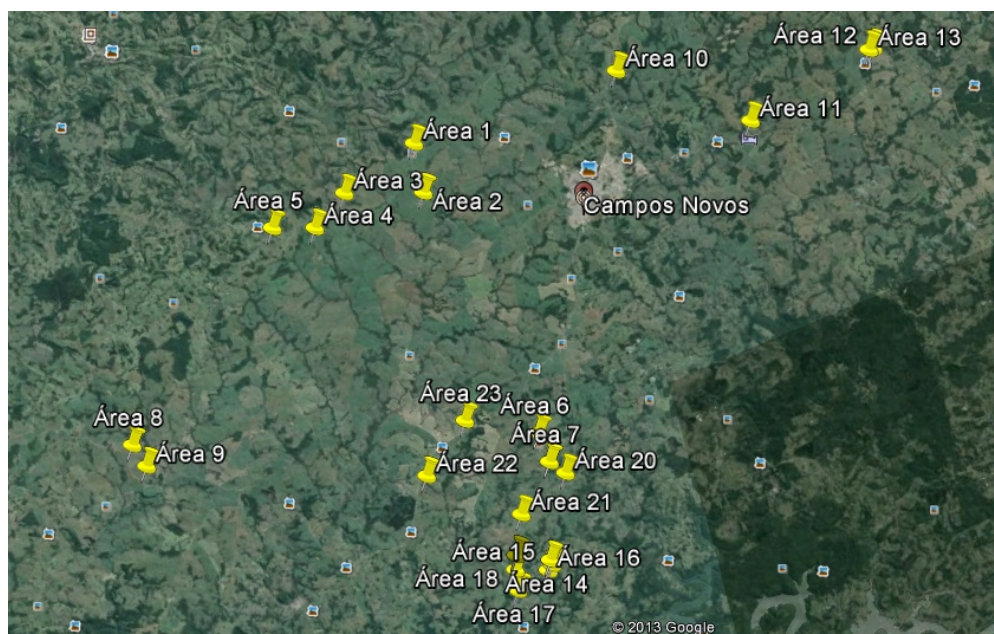 Área 12
Área 13
Área 10
Área 11
Área 1
Área 3
Área 2
Campos Novos
Área 5
Área 4
Área 23
Área 6
Área 8
Área 7
Área 9
Área 22
Área 20
Área 21
Área 15
Área 16
Área 18
Área 14
Área 17
© 2013 Google